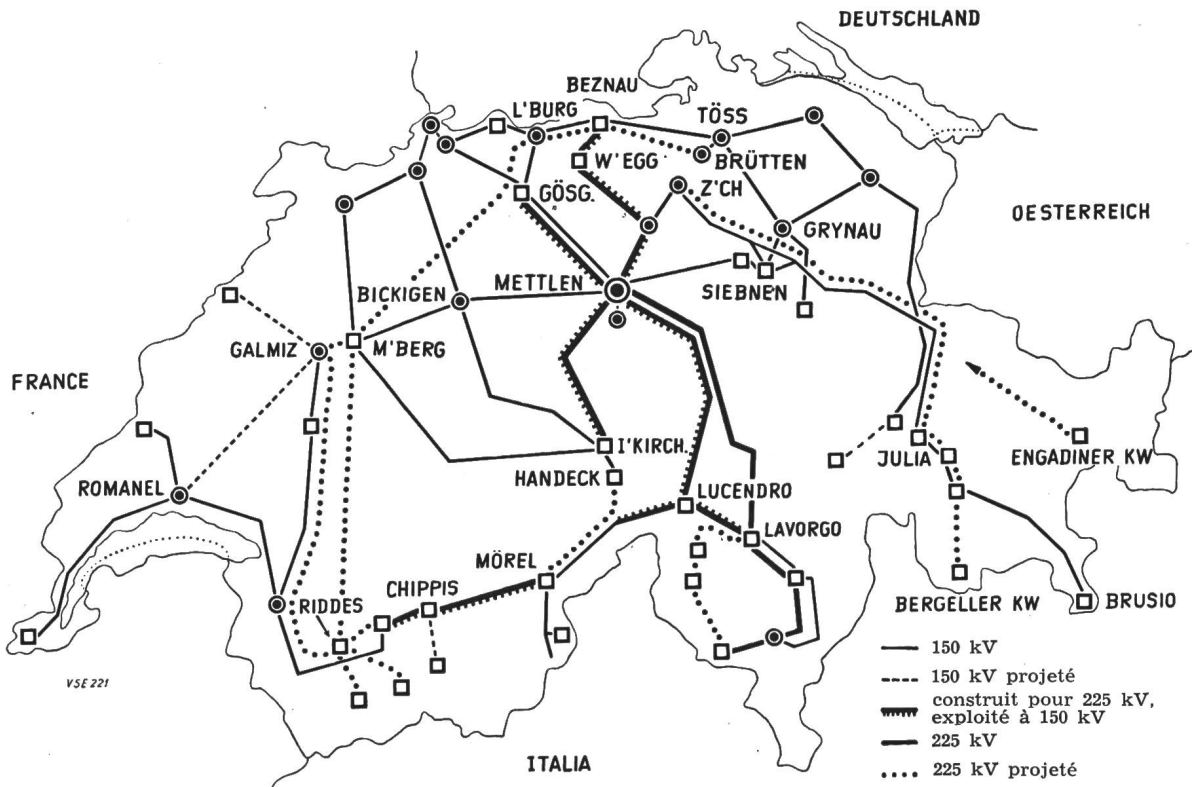 DEUTSCHLAND
BEZNAU
L'BURG
TÖSS
W'EGG
BRÜTTEN
GÖSG.
Z'CH
OESTERREICH
GRYNAU
METTLEN
SIEBNEN
BICKIGEN
GALMIZ
M'BERG
FRANCE
I'KIRCH.
JULIA
ENGADINER KW
HANDECK
ROMANEL
LUCENDRO
LAVORGO
MÖREL
CHIPPIS
RIDDES
BERGELLER KW
BRUSIO
VSE 221
ITALIA
150 kV
150 kV projeté
construit pour 225 kV,
exploité à 150 kV
225 kV
225 kV projeté